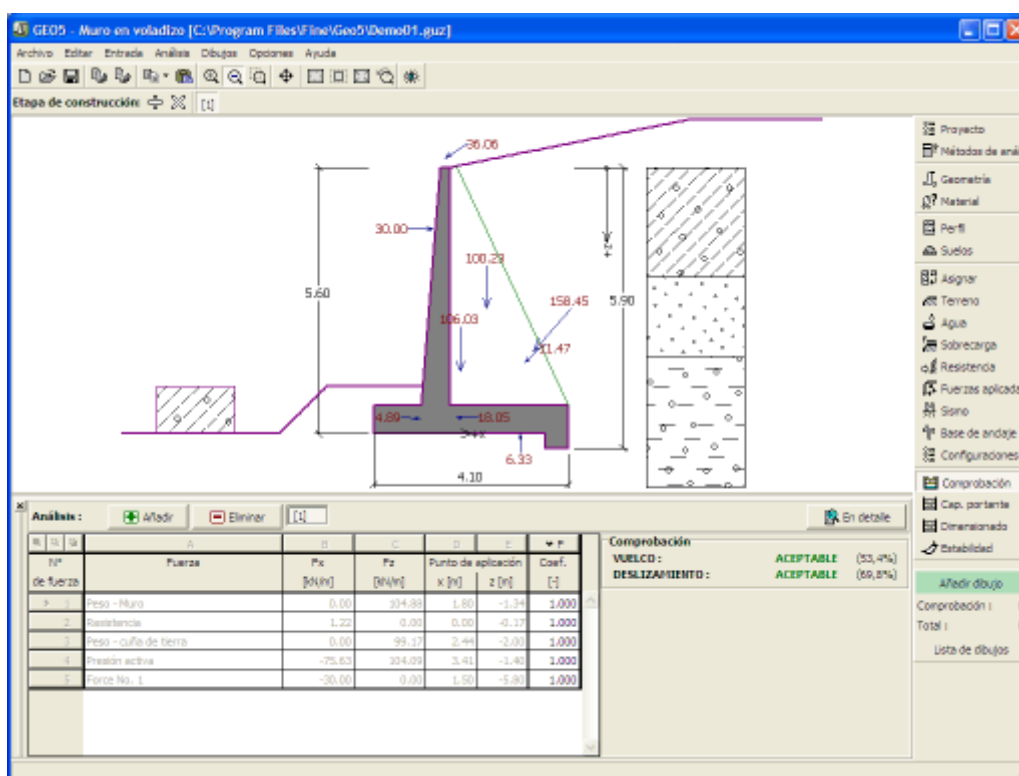 GEO5 - Muro en voladizo [C:\Program Files\Fine\Geo5\Demo01.guz]
Archivo Editar Entrada Análisis Dibujos Opciones Ayuda
Etapa de construcción: [1]
36.06
30.00
100.23
5.60
158.45
5.90
106.03
11.47
4.89
18.05
+x
6.33
4.10
+z
Proyecto
Métodos de aná
Geometría
Material
Perfil
Suelos
Asignar
Terreno
Agua
Sobrecarga
Resistencia
Fuerzas aplicada
Sismo
Base de anclaje
Configuraciones
Comprobación
Cap. portante
Dimensionado
Estabilidad
Añadir dibujo
Comprobación :
Total :
Lista de dibujos
Análisis : Añadir Eliminar [1] En detalle
A B C D E F
Nº Fuerza Fx Fz Punto de aplicación Coef.
de fuerza [kN/m] [kN/m] x [m] z [m] [-]
1 Peso - Muro 0.00 104.88 1.80 -1.34 1.000
2 Resistencia 1.22 0.00 0.00 -0.17 1.000
3 Peso - cuña de tierra 0.00 99.17 2.44 -2.00 1.000
4 Presión activa -75.63 104.09 3.41 -1.40 1.000
5 Force No. 1 -30.00 0.00 1.50 -5.80 1.000
Comprobación
VUELCO : ACEPTABLE (53,4%)
DESLIZAMIENTO : ACEPTABLE (69,8%)